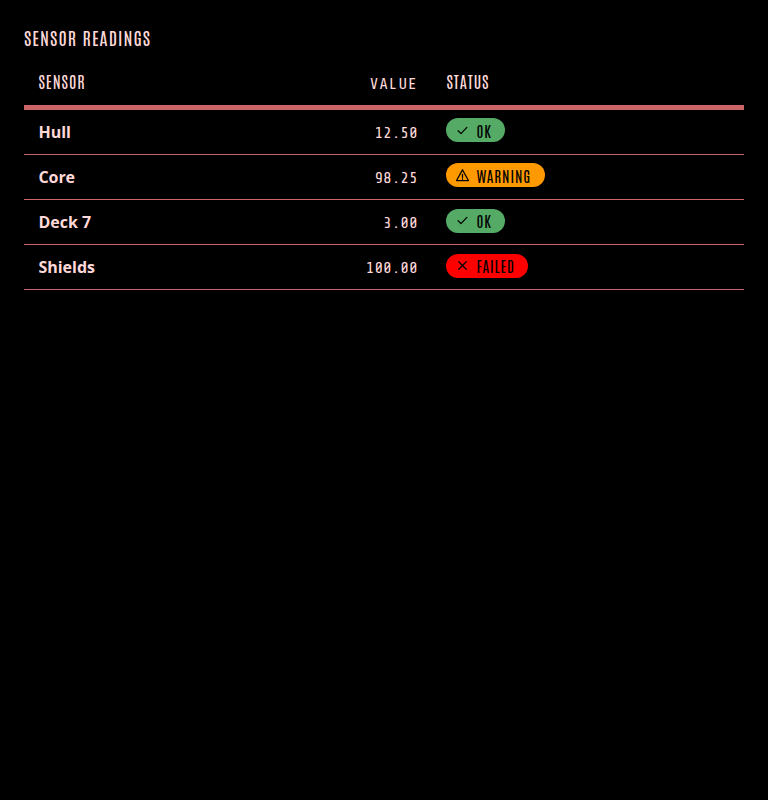 SENSOR READINGS
SENSOR VALUE STATUS
Hull 12.50 OK
Core 98.25 WARNING
Deck 7 3.00 OK
Shields 100.00 FAILED